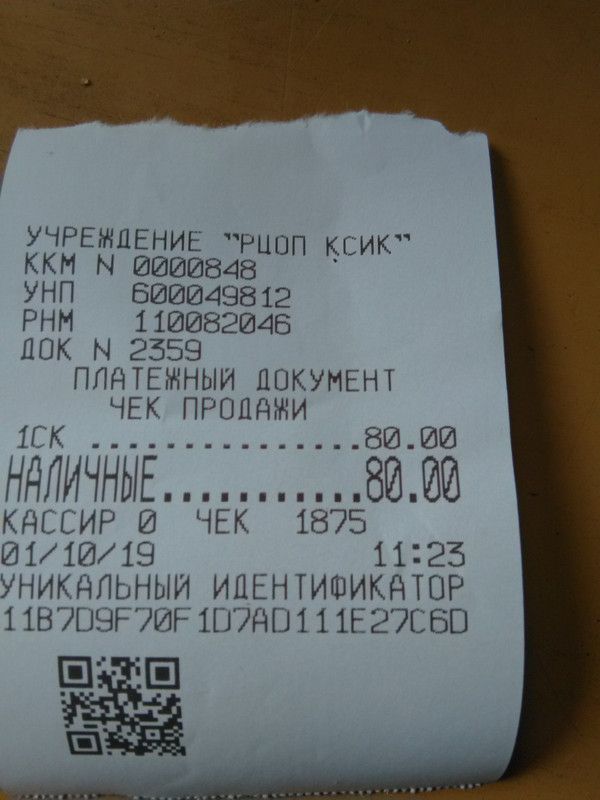 УЧРЕЖДЕНИЕ "РЦОП КСИК"
ККМ N 0000848
УНП 600049812
РНМ 110082046
ДОК N 2359
ПЛАТЕЖНЫЙ ДОКУМЕНТ
ЧЕК ПРОДАЖИ
1СК ..................80.00
НАЛИЧНЫЕ............80.00
КАССИР 0 ЧЕК 1875
01/10/19 11:23
УНИКАЛЬНЫЙ ИДЕНТИФИКАТОР
11B7D9F70F1D7AD111E27C6D